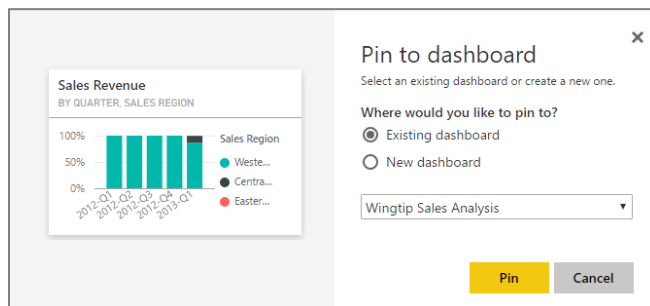 Sales Revenue
BY QUARTER, SALES REGION
100%
50%
0%
2012-Q1
2012-Q2
2012-Q3
2012-Q4
2013-Q1
Sales Region
Weste...
Centra...
Easter...
Pin to dashboard
Select an existing dashboard or create a new one.
Where would you like to pin to?
Existing dashboard
New dashboard
Wingtip Sales Analysis
Pin
Cancel